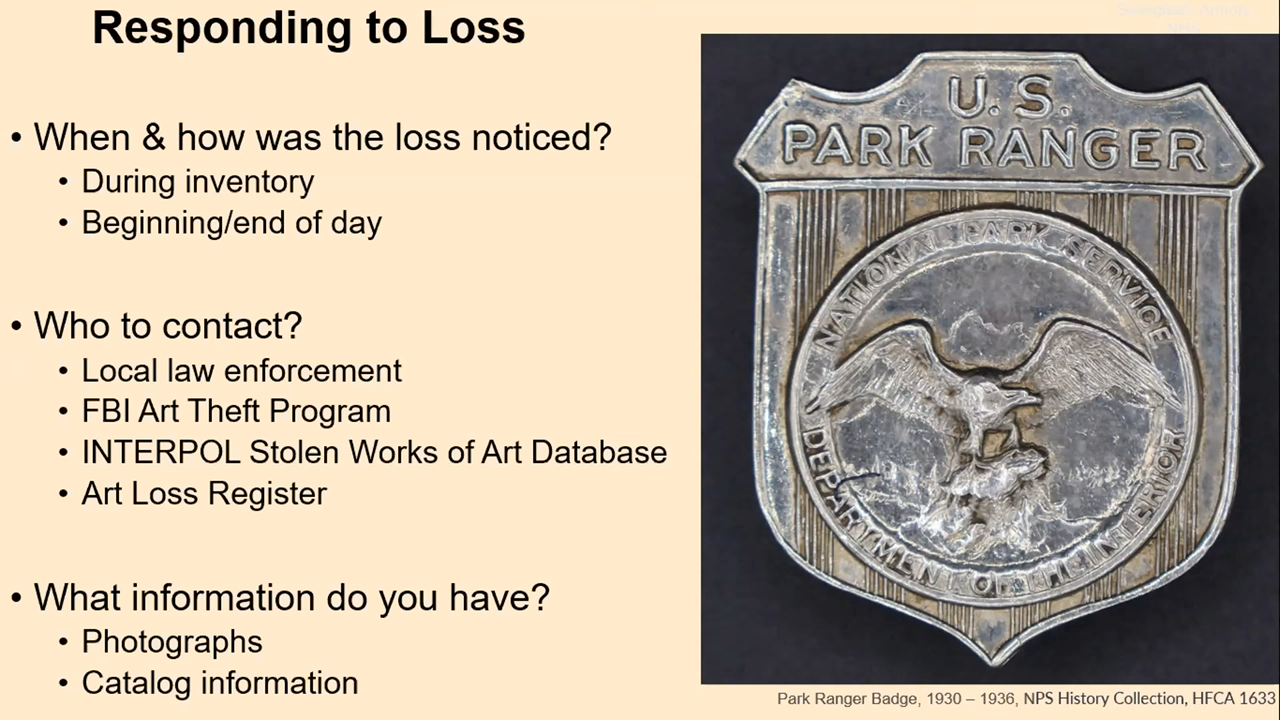 Responding to Loss
• When & how was the loss noticed?
• During inventory
• Beginning/end of day
• Who to contact?
• Local law enforcement
• FBI Art Theft Program
• INTERPOL Stolen Works of Art Database
• Art Loss Register
• What information do you have?
• Photographs
• Catalog information
U. S.
PARK RANGER
NATIONAL PARK SERVICE
DEPARTMENT OF THE INTERIOR
Park Ranger Badge, 1930 – 1936, NPS History Collection, HFCA 1633